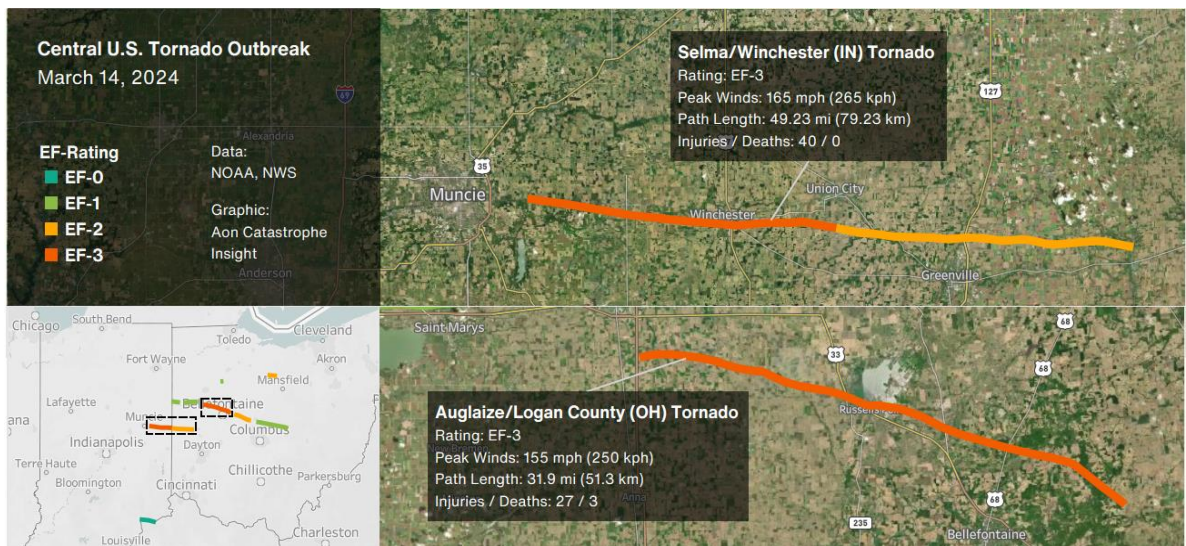 Central U.S. Tornado Outbreak
March 14, 2024
69
Alexandria
EF-Rating
EF-0
EF-1
EF-2
EF-3
Data:
NOAA, NWS
Graphic:
Aon Catastrophe
Insight
Anderson
Selma/Winchester (IN) Tornado
Rating: EF-3
Peak Winds: 165 mph (265 kph)
Path Length: 49.23 mi (79.23 km)
Injuries / Deaths: 40 / 0
127
35
Muncie
Union City
Winchester
Greenville
Chicago
South Bend
Toledo
Cleveland
Fort Wayne
Akron
Mansfield
Lafayette
ana
Indianapolis
Columbus
Dayton
Terre Haute
Chillicothe
Bloomington
Parkersburg
Cincinnati
Charleston
Louisville
Saint Marys
68
33
68
Auglaize/Logan County (OH) Tornado
Rating: EF-3
Peak Winds: 155 mph (250 kph)
Path Length: 31.9 mi (51.3 km)
Injuries / Deaths: 27 / 3
Anna
68
235
Bellefontaine